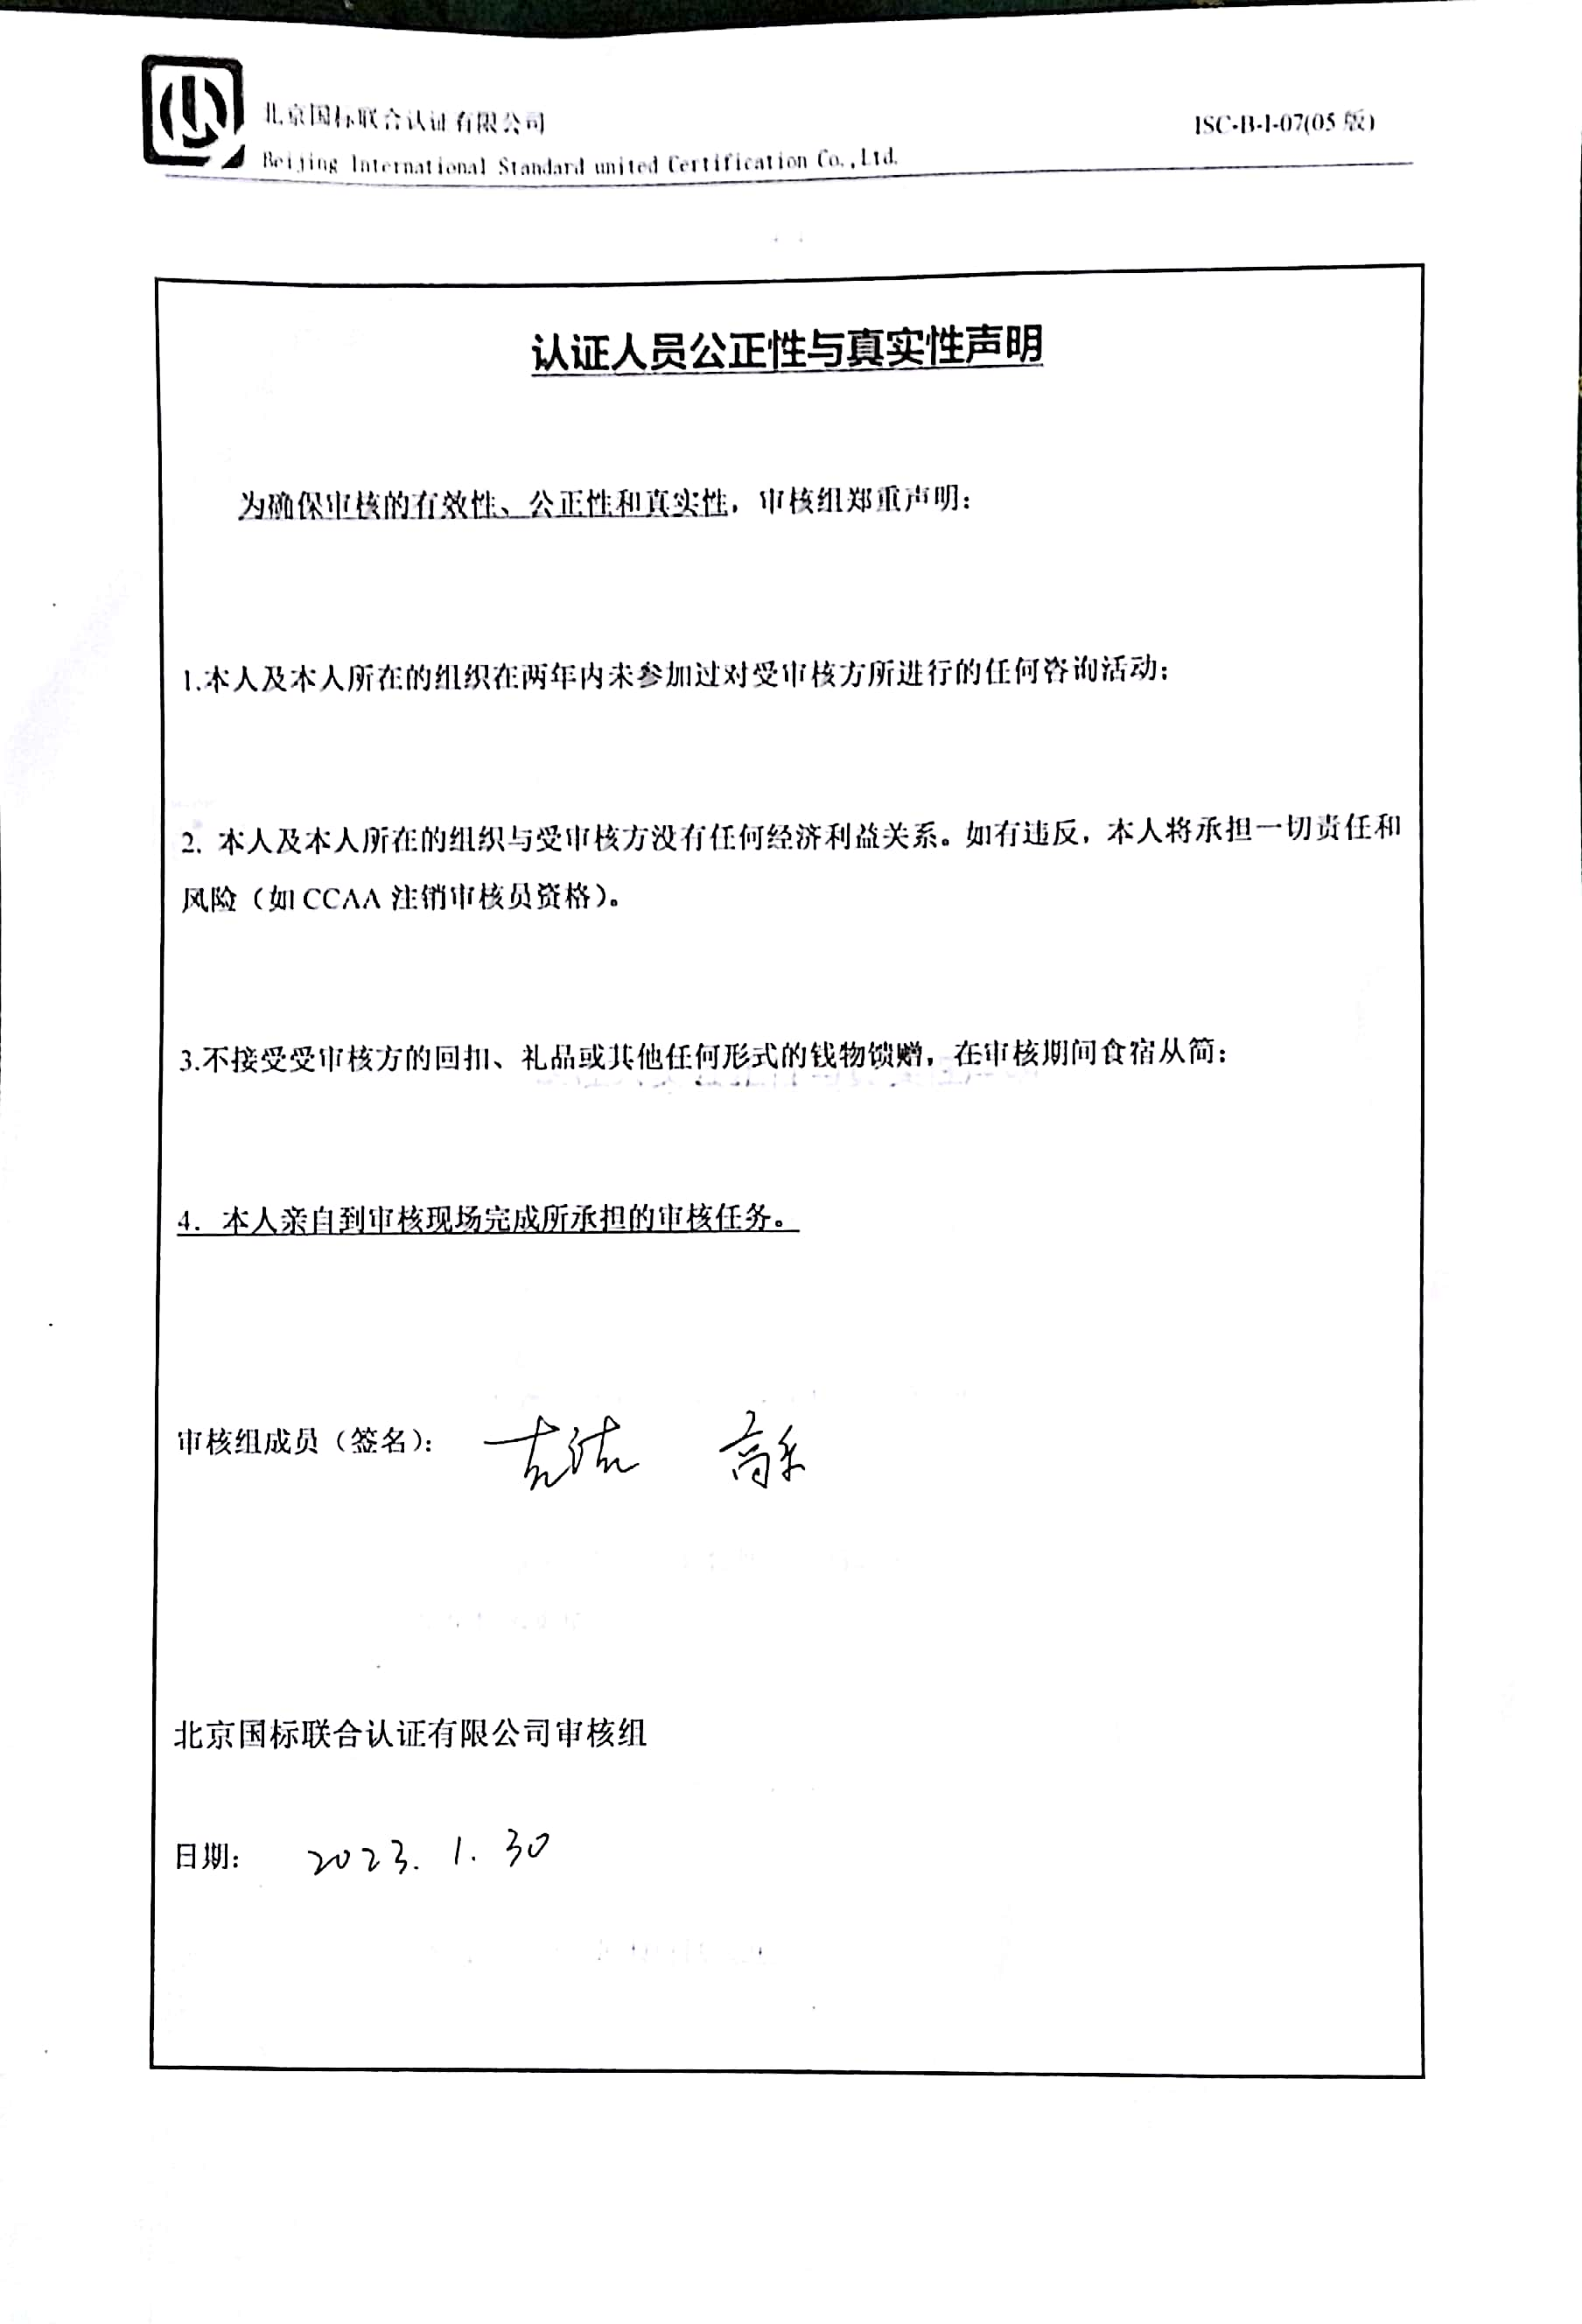 北京国标联合认证有限公司
ISC-B-I-07(05 版)
Beijing International Standard united Certification Co.,Ltd.
认证人员公正性与真实性声明
为确保审核的有效性、公正性和真实性，审核组郑重声明：
1.本人及本人所在的组织在两年内未参加过对受审核方所进行的任何咨询活动；
2. 本人及本人所在的组织与受审核方没有任何经济利益关系。如有违反，本人将承担一切责任和
风险（如 CCAA 注销审核员资格）。
3.不接受受审核方的回扣、礼品或其他任何形式的钱物馈赠，在审核期间食宿从简；
4. 本人亲自到审核现场完成所承担的审核任务。
审核组成员（签名）：
北京国标联合认证有限公司审核组
日期： 2023.1.30